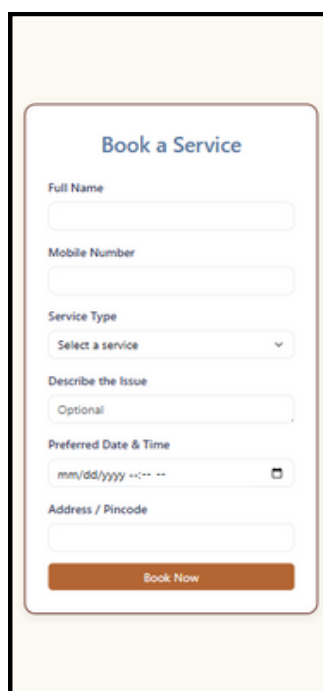 Book a Service
Full Name
Mobile Number
Service Type
Select a service
Describe the Issue
Optional
Preferred Date & Time
mm/dd/yyyy --:-- --
Address / Pincode
Book Now